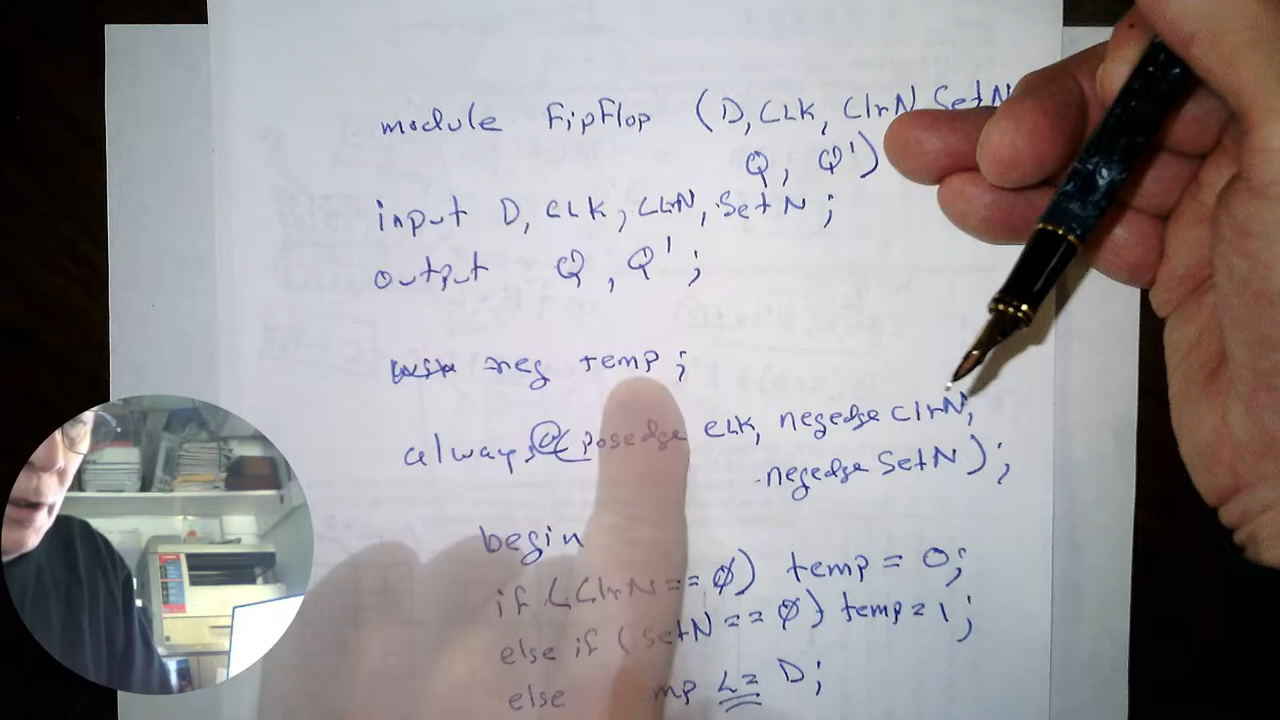 module FipFlop (D, CLK, ClrN SetN
Q, Q')
input D, CLK, CLrN, SetN;
output Q, Q';
reg temp;
always @(posedge CLK, negedge ClrN,
negedge SetN);
begin
if (ClrN == 0) temp = 0;
else if (SetN == 0) temp = 1;
else mp <= D;